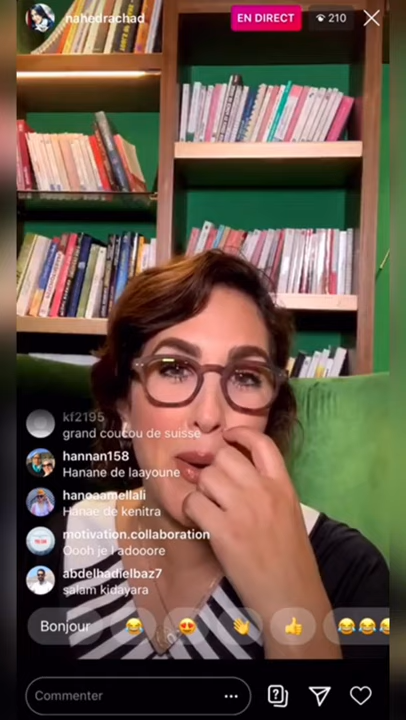 nahedrachad
EN DIRECT
210
kf2195
grand coucou de suisse
hannan158
Hanane de laayoune
hanoaamellali
Hanae de kenitra
motivation.collaboration
Oooh je l adooore
abdelhadielbaz7
salam kidayara
Bonjour
Commenter